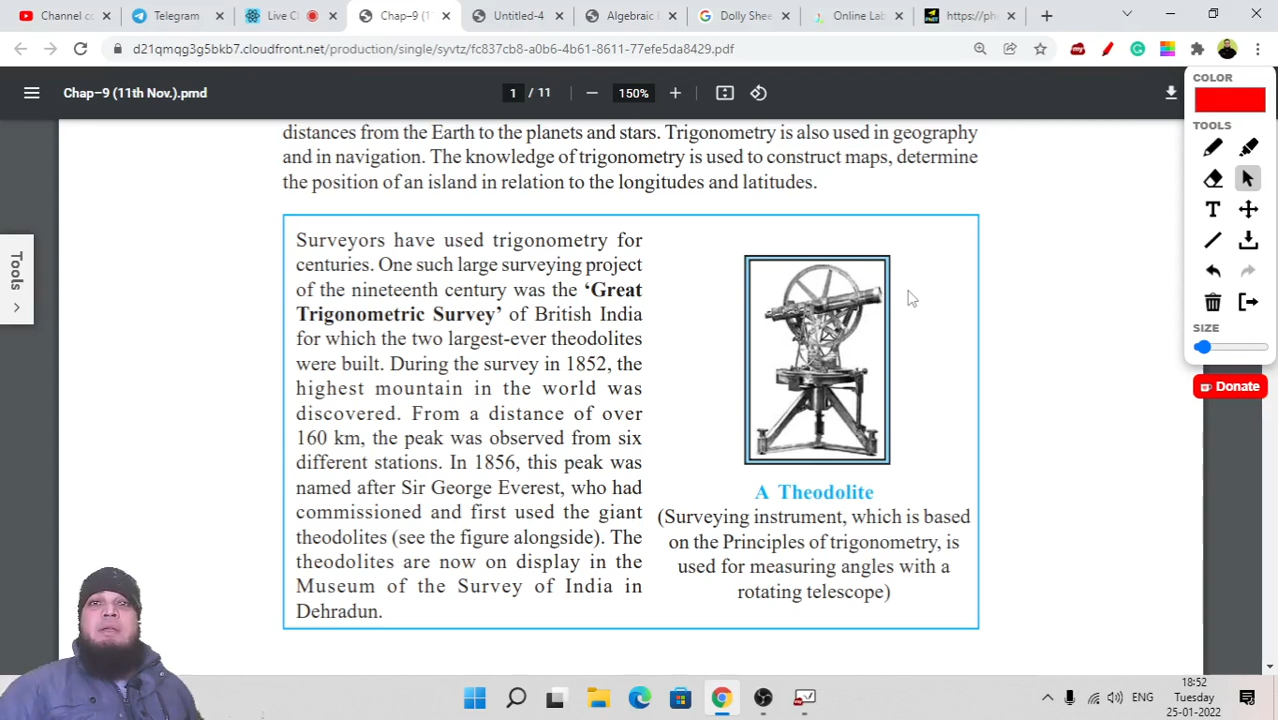 Channel co
Telegram
Live Cl
Chap–9 (1
Untitled-4
Algebraic
Dolly Shee
Online Lab
https://phe
d21qmqg3g5bkb7.cloudfront.net/production/single/syvtz/fc837cb8-a0b6-4b61-8611-77efe5da8429.pdf
Chap–9 (11th Nov.).pmd
1 / 11
150%
COLOR
TOOLS
T
SIZE
Donate
Tools
distances from the Earth to the planets and stars. Trigonometry is also used in geography
and in navigation. The knowledge of trigonometry is used to construct maps, determine
the position of an island in relation to the longitudes and latitudes.
Surveyors have used trigonometry for
centuries. One such large surveying project
of the nineteenth century was the ‘Great
Trigonometric Survey’ of British India
for which the two largest-ever theodolites
were built. During the survey in 1852, the
highest mountain in the world was
discovered. From a distance of over
160 km, the peak was observed from six
different stations. In 1856, this peak was
named after Sir George Everest, who had
commissioned and first used the giant
theodolites (see the figure alongside). The
theodolites are now on display in the
Museum of the Survey of India in
Dehradun.
A Theodolite
(Surveying instrument, which is based
on the Principles of trigonometry, is
used for measuring angles with a
rotating telescope)
ENG
18:52
Tuesday
25-01-2022